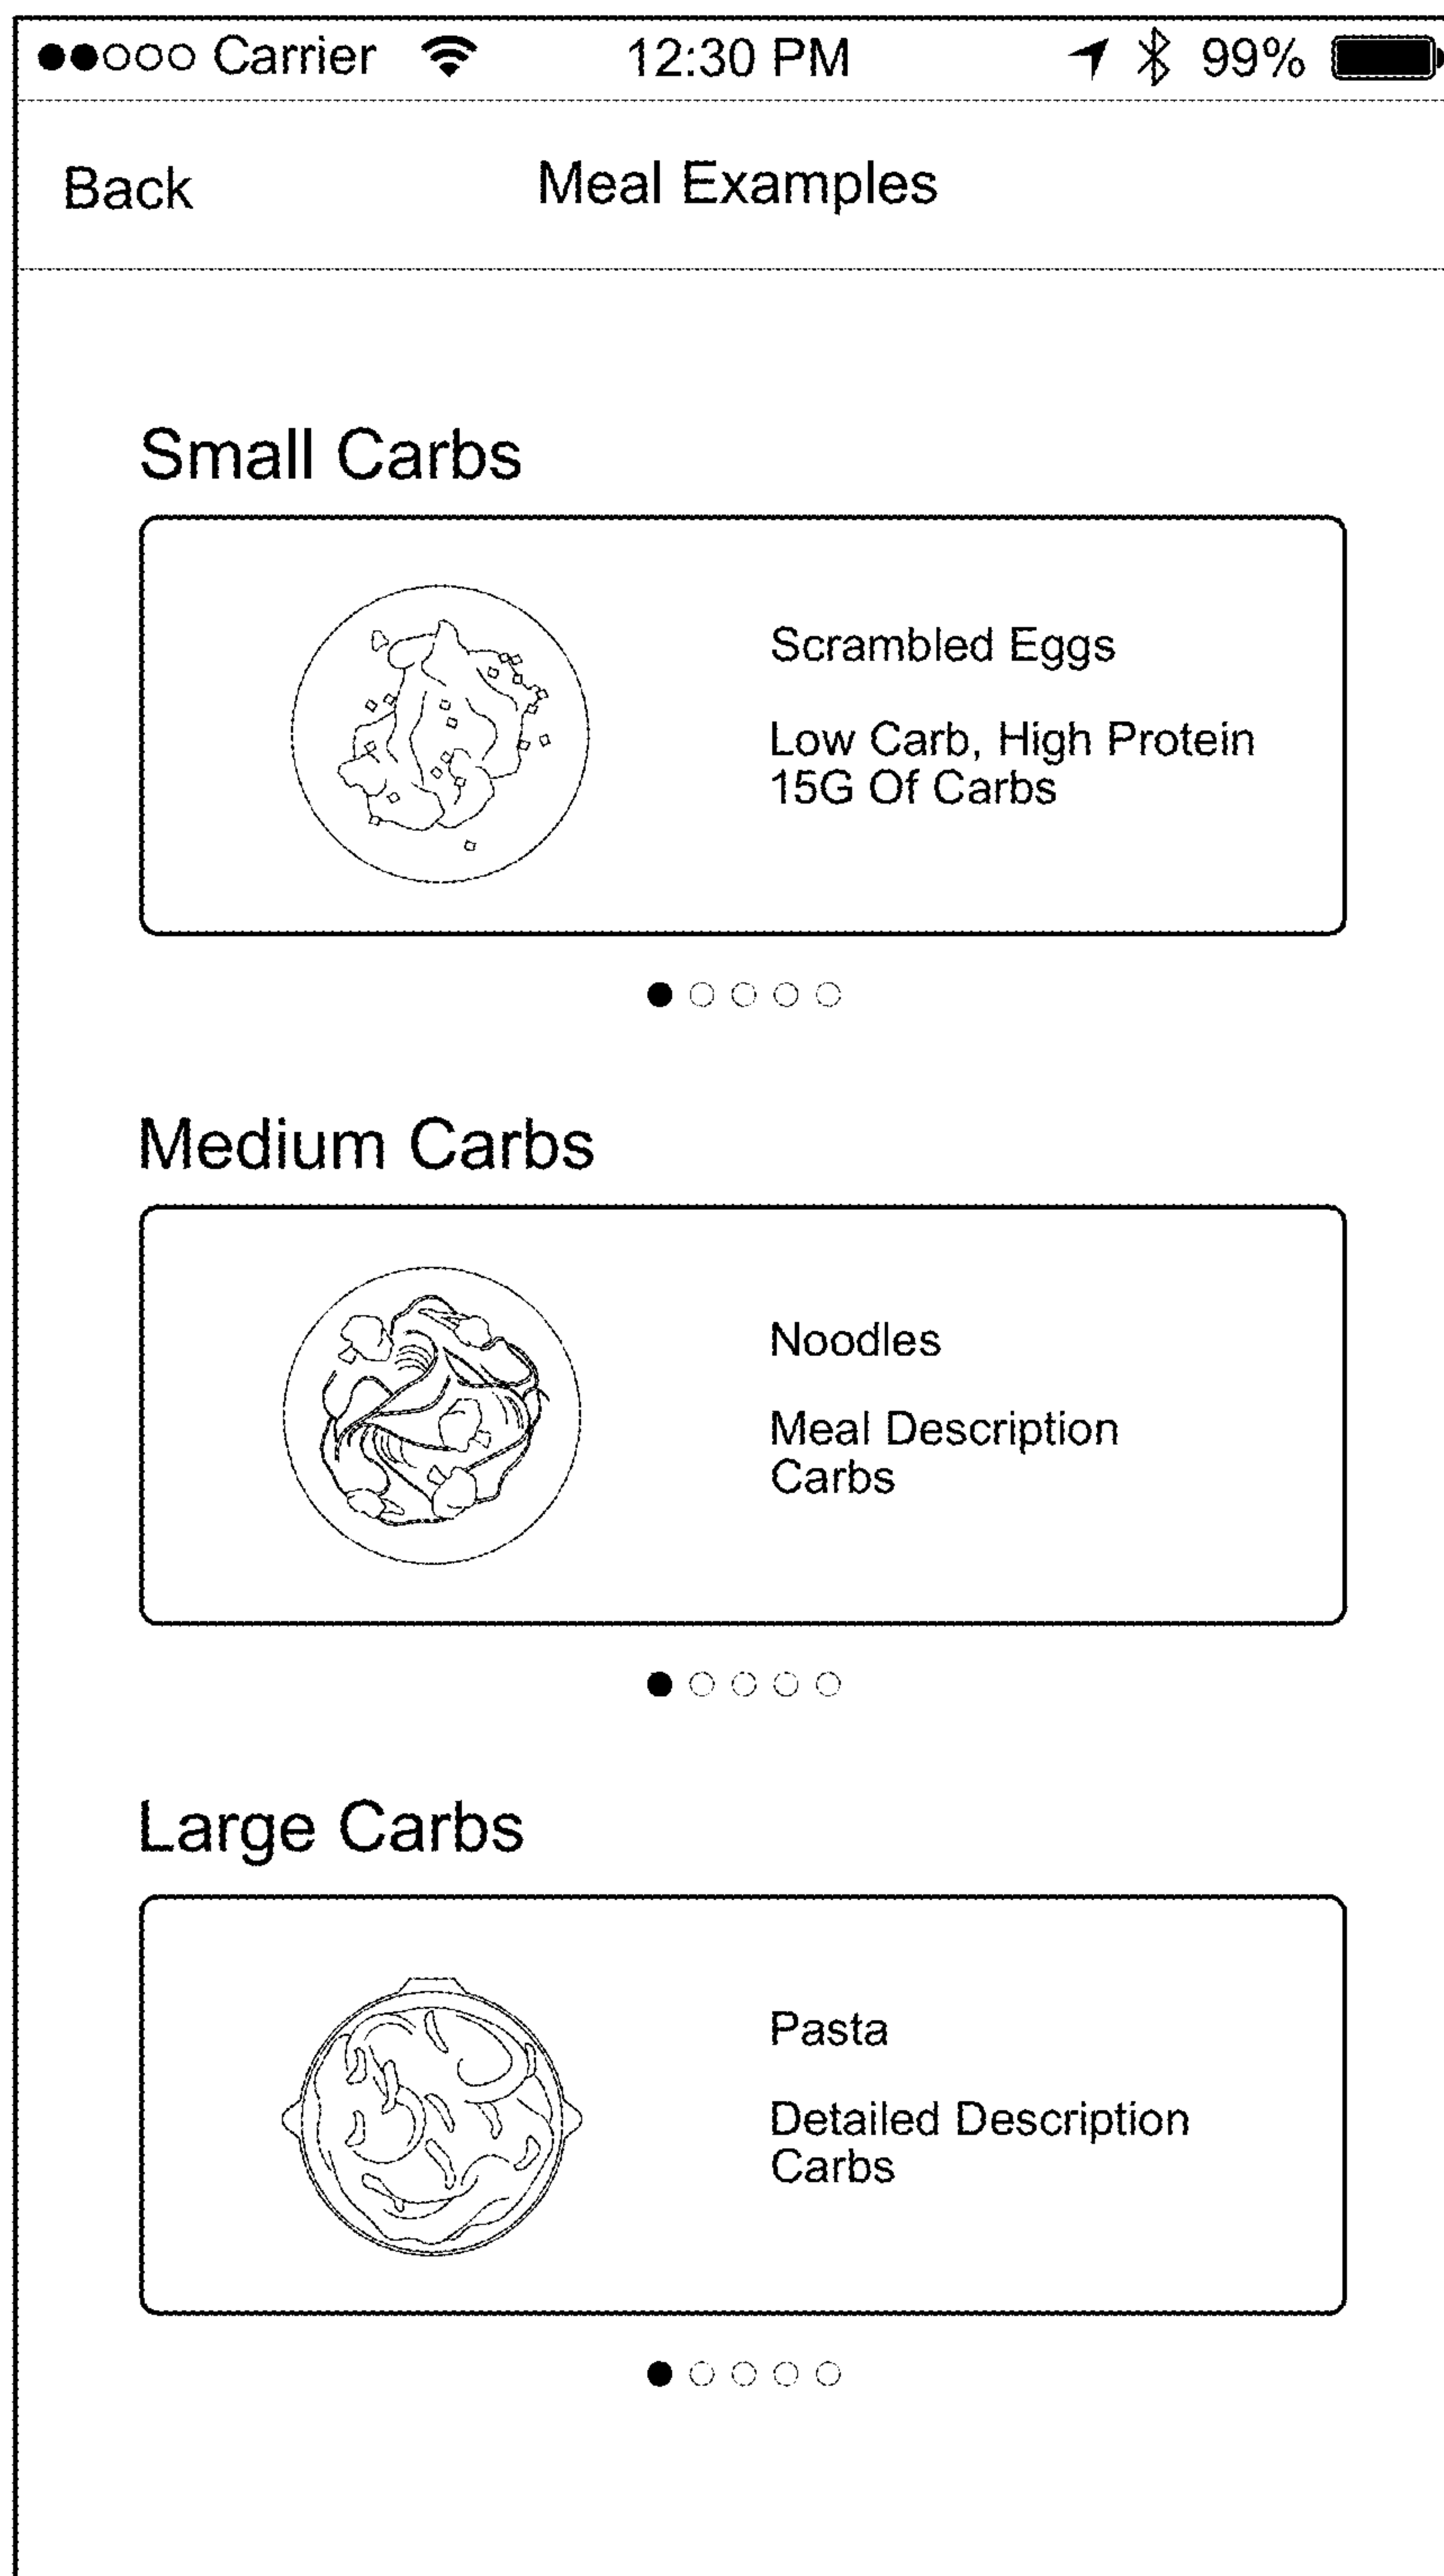 Carrier 12:30 PM 99%
Back Meal Examples
Small Carbs
Scrambled Eggs
Low Carb, High Protein
15G Of Carbs
Medium Carbs
Noodles
Meal Description
Carbs
Large Carbs
Pasta
Detailed Description
Carbs